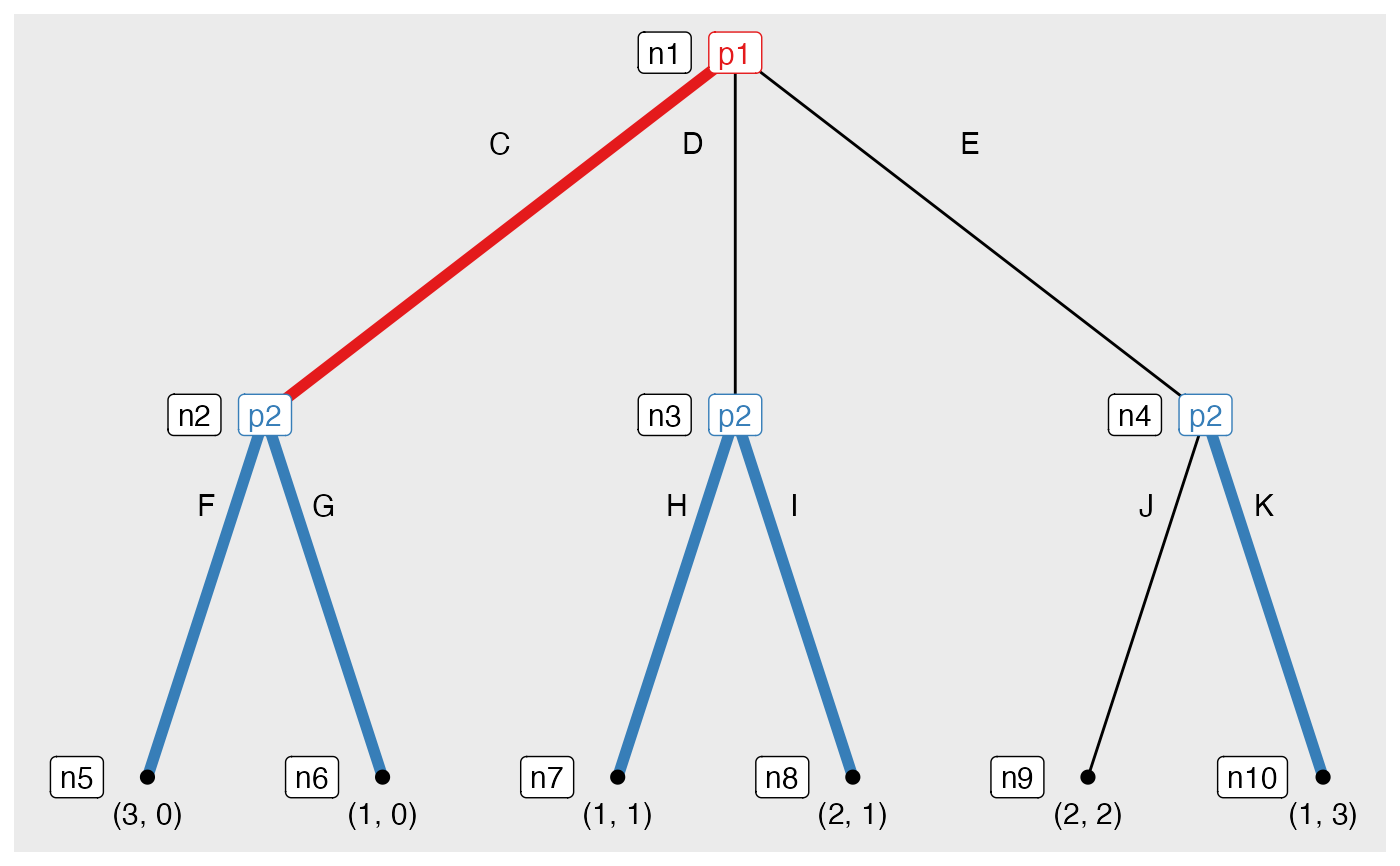 n1 p1
C D E
n2 p2 n3 p2 n4 p2
F G H I J K
n5 n6 n7 n8 n9 n10
(3, 0) (1, 0) (1, 1) (2, 1) (2, 2) (1, 3)